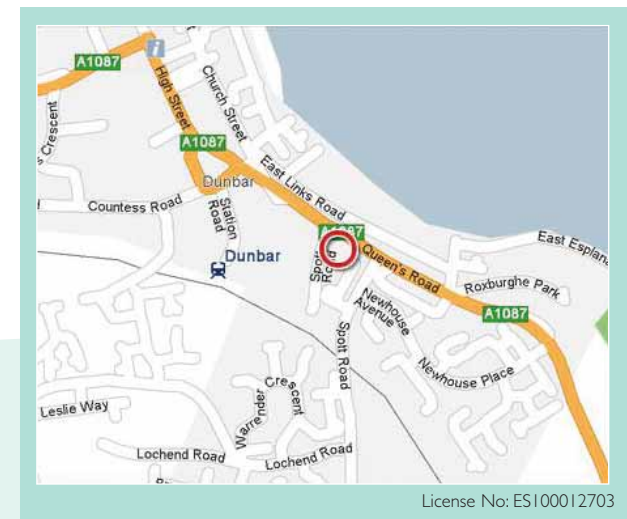 A1087
High Street
Church Street
s Crescent
A1087
Dunbar
East Links Road
Countess Road
Station
Road
A1087
Dunbar
Spott
Road
Queen's Road
East Esplan
Roxburghe Park
A1087
Newhouse
Avenue
Spott Road
Newhouse Place
Warrender
Crescent
Leslie Way
Lochend Road
Lochend Road
License No: ES100012703